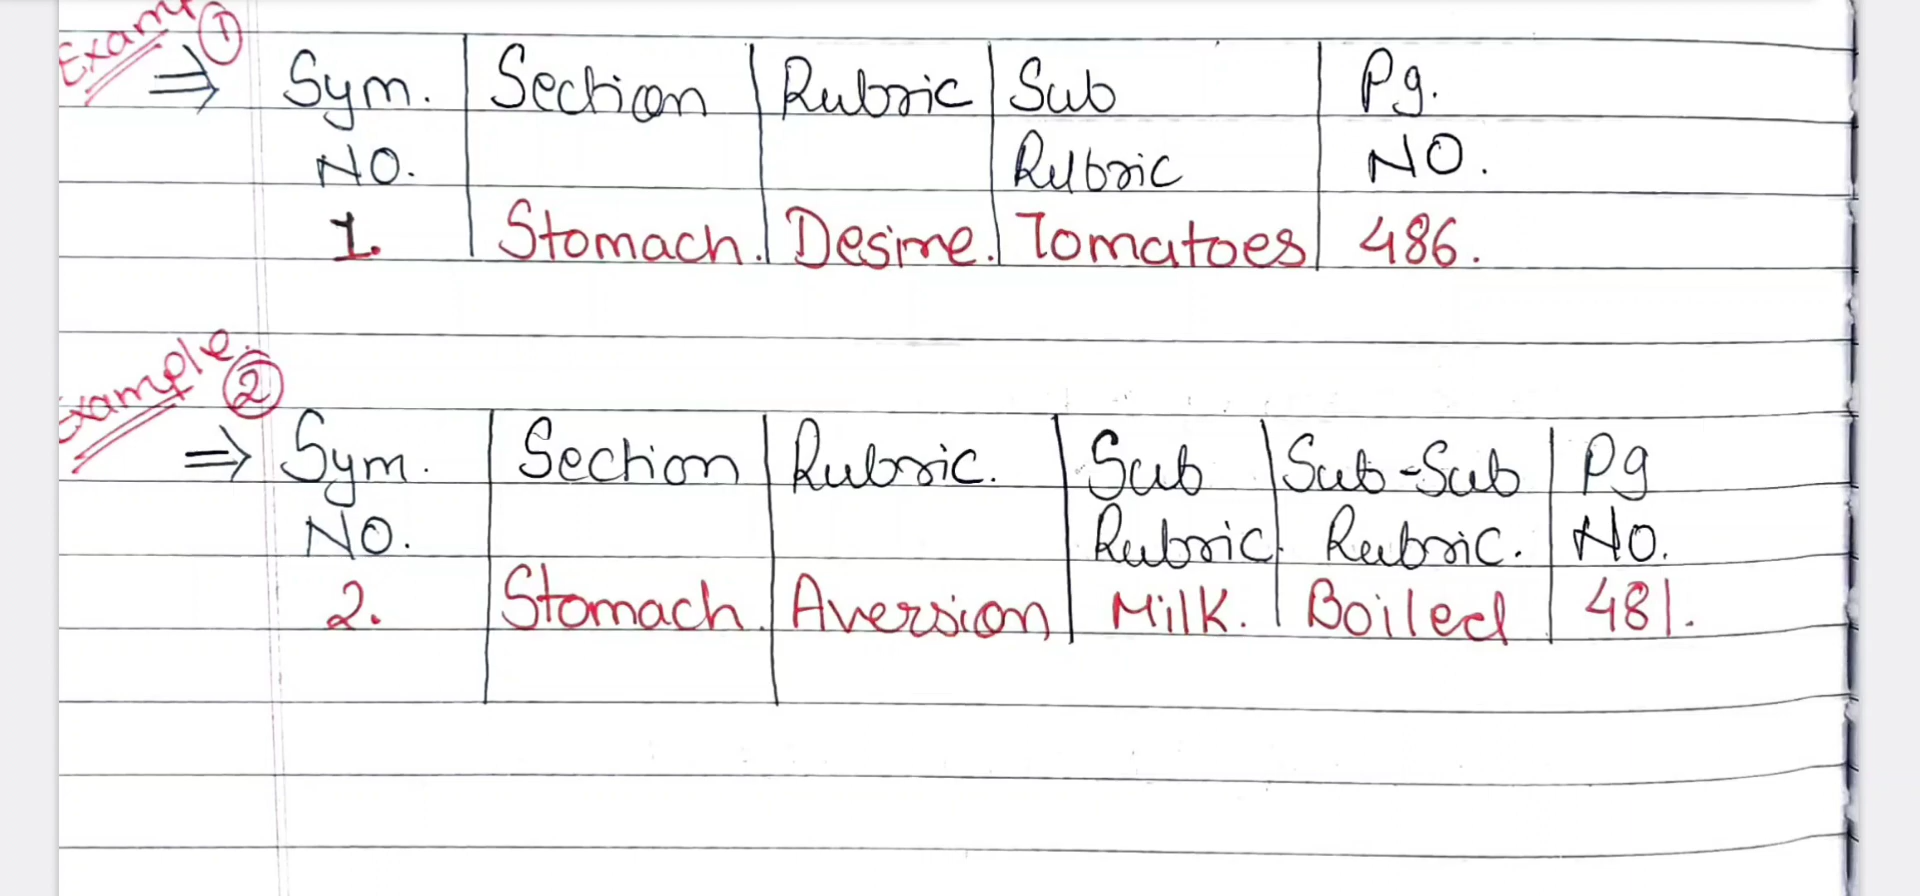 Exam
①
⇒ Sym. | Section | Rubric | Sub | Pg.
NO. Rubric NO.
1. Stomach. | Desire. | Tomatoes | 486.
Example.
②
⇒ Sym. | Section | Rubric. | Sub | Sub-Sub | Pg
NO. Rubric. Rubric. No.
2. Stomach. | Aversion | Milk. | Boiled | 481.